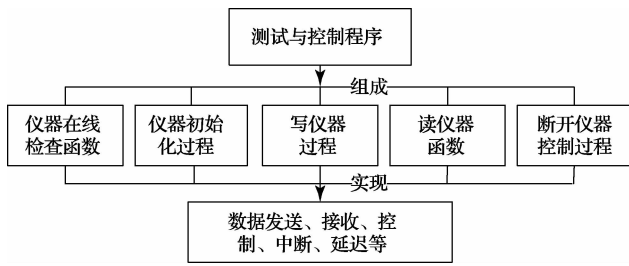 测试与控制程序
组成
仪器在线
检查函数
仪器初始
化过程
写仪器
过程
读仪器
函数
断开仪器
控制过程
实现
数据发送、接收、控
制、中断、延迟等